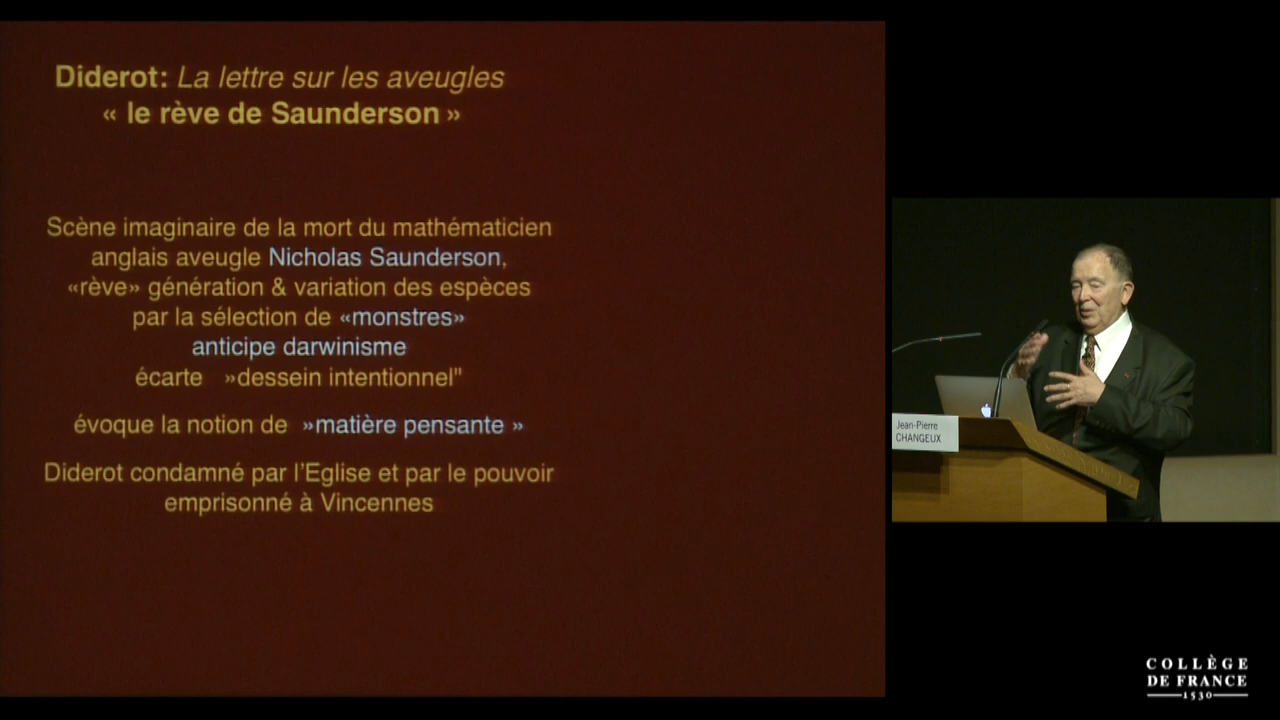 Diderot: La lettre sur les aveugles
« le rève de Saunderson »
Scène imaginaire de la mort du mathématicien
anglais aveugle Nicholas Saunderson,
«rève» génération & variation des espèces
par la sélection de «monstres»
anticipe darwinisme
écarte »dessein intentionnel"
évoque la notion de »matière pensante »
Diderot condamné par l'Eglise et par le pouvoir
emprisonné à Vincennes
Jean-Pierre
CHANGEUX
COLLÈGE
DE FRANCE
1530